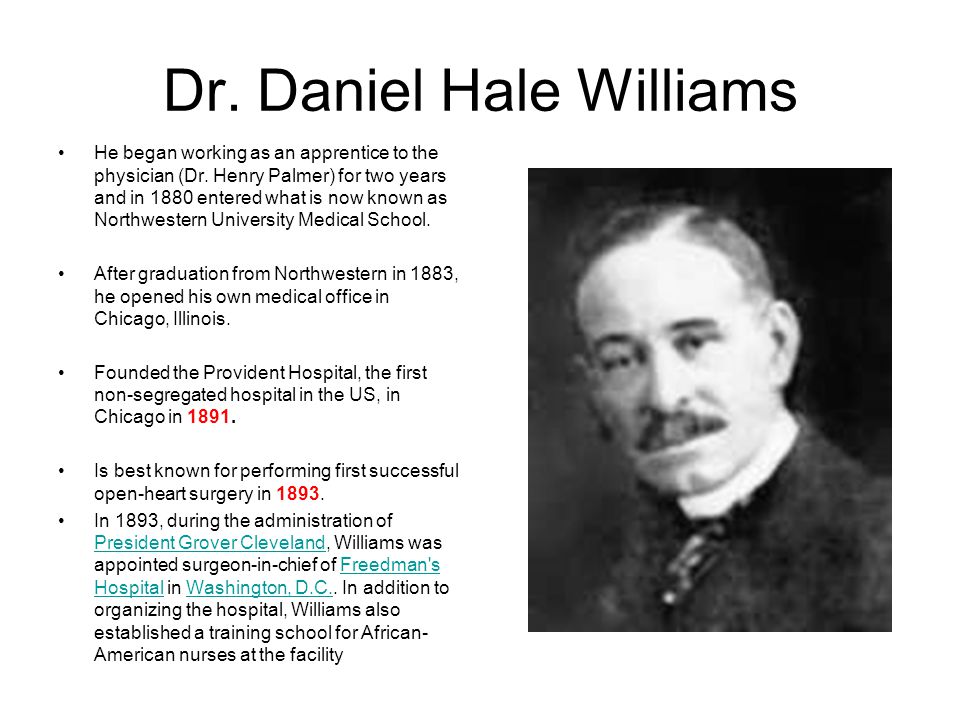 Dr. Daniel Hale Williams
• He began working as an apprentice to the
physician (Dr. Henry Palmer) for two years
and in 1880 entered what is now known as
Northwestern University Medical School.
• After graduation from Northwestern in 1883,
he opened his own medical office in
Chicago, Illinois.
• Founded the Provident Hospital, the first
non-segregated hospital in the US, in
Chicago in 1891.
• Is best known for performing first successful
open-heart surgery in 1893.
• In 1893, during the administration of
President Grover Cleveland, Williams was
appointed surgeon-in-chief of Freedman's
Hospital in Washington, D.C.. In addition to
organizing the hospital, Williams also
established a training school for African-
American nurses at the facility